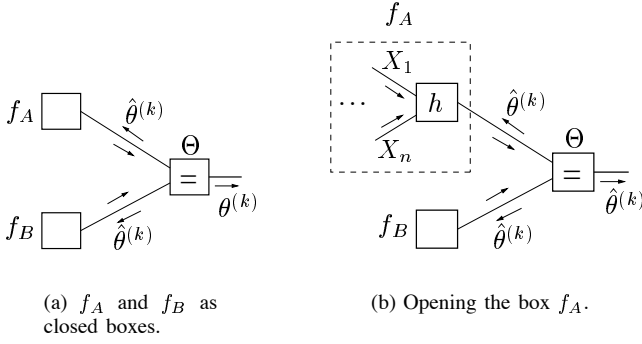 f_A
f_A
X_1
θ̂^(k)
θ̂^(k)
...
h
Θ
Θ
=
X_n
=
θ^(k)
θ̂^(k)
f_B
θ̂^(k)
f_B
θ̂^(k)
(a) f_A and f_B as
closed boxes.
(b) Opening the box f_A.